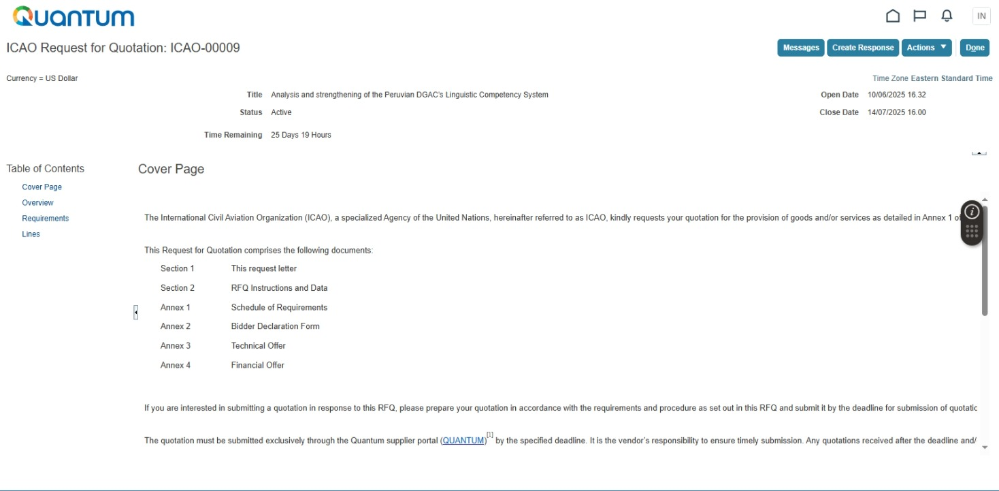 QUANTUM
IN
ICAO Request for Quotation: ICAO-00009
Messages Create Response Actions Done
Currency = US Dollar
Time Zone Eastern Standard Time
Title Analysis and strengthening of the Peruvian DGAC's Linguistic Competency System
Open Date 10/06/2025 16.32
Status Active
Close Date 14/07/2025 16.00
Time Remaining 25 Days 19 Hours
Table of Contents
Cover Page
Overview
Requirements
Lines
Cover Page
The International Civil Aviation Organization (ICAO), a specialized Agency of the United Nations, hereinafter referred to as ICAO, kindly requests your quotation for the provision of goods and/or services as detailed in Annex 1 of
This Request for Quotation comprises the following documents:
Section 1 This request letter
Section 2 RFQ Instructions and Data
Annex 1 Schedule of Requirements
Annex 2 Bidder Declaration Form
Annex 3 Technical Offer
Annex 4 Financial Offer
If you are interested in submitting a quotation in response to this RFQ, please prepare your quotation in accordance with the requirements and procedure as set out in this RFQ and submit it by the deadline for submission of quotatic
The quotation must be submitted exclusively through the Quantum supplier portal (QUANTUM)[1] by the specified deadline. It is the vendor's responsibility to ensure timely submission. Any quotations received after the deadline and/